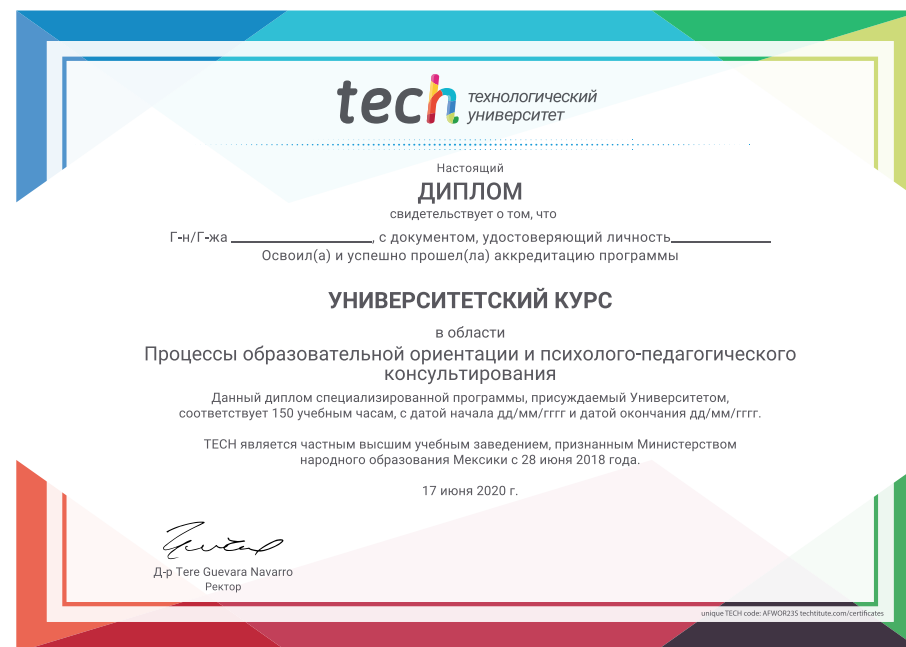 tech технологический
университет
Настоящий
ДИПЛОМ
свидетельствует о том, что
Г-н/Г-жа ____________________, с документом, удостоверяющий личность______________
Освоил(а) и успешно прошел(ла) аккредитацию программы
УНИВЕРСИТЕТСКИЙ КУРС
в области
Процессы образовательной ориентации и психолого-педагогического
консультирования
Данный диплом специализированной программы, присуждаемый Университетом,
соответствует 150 учебным часам, с датой начала дд/мм/гггг и датой окончания дд/мм/гггг.
TECH является частным высшим учебным заведением, признанным Министерством
народного образования Мексики с 28 июня 2018 года.
17 июня 2020 г.
Д-р Tere Guevara Navarro
Ректор
unique TECH code: AFWOR23S techtitute.com/certificates